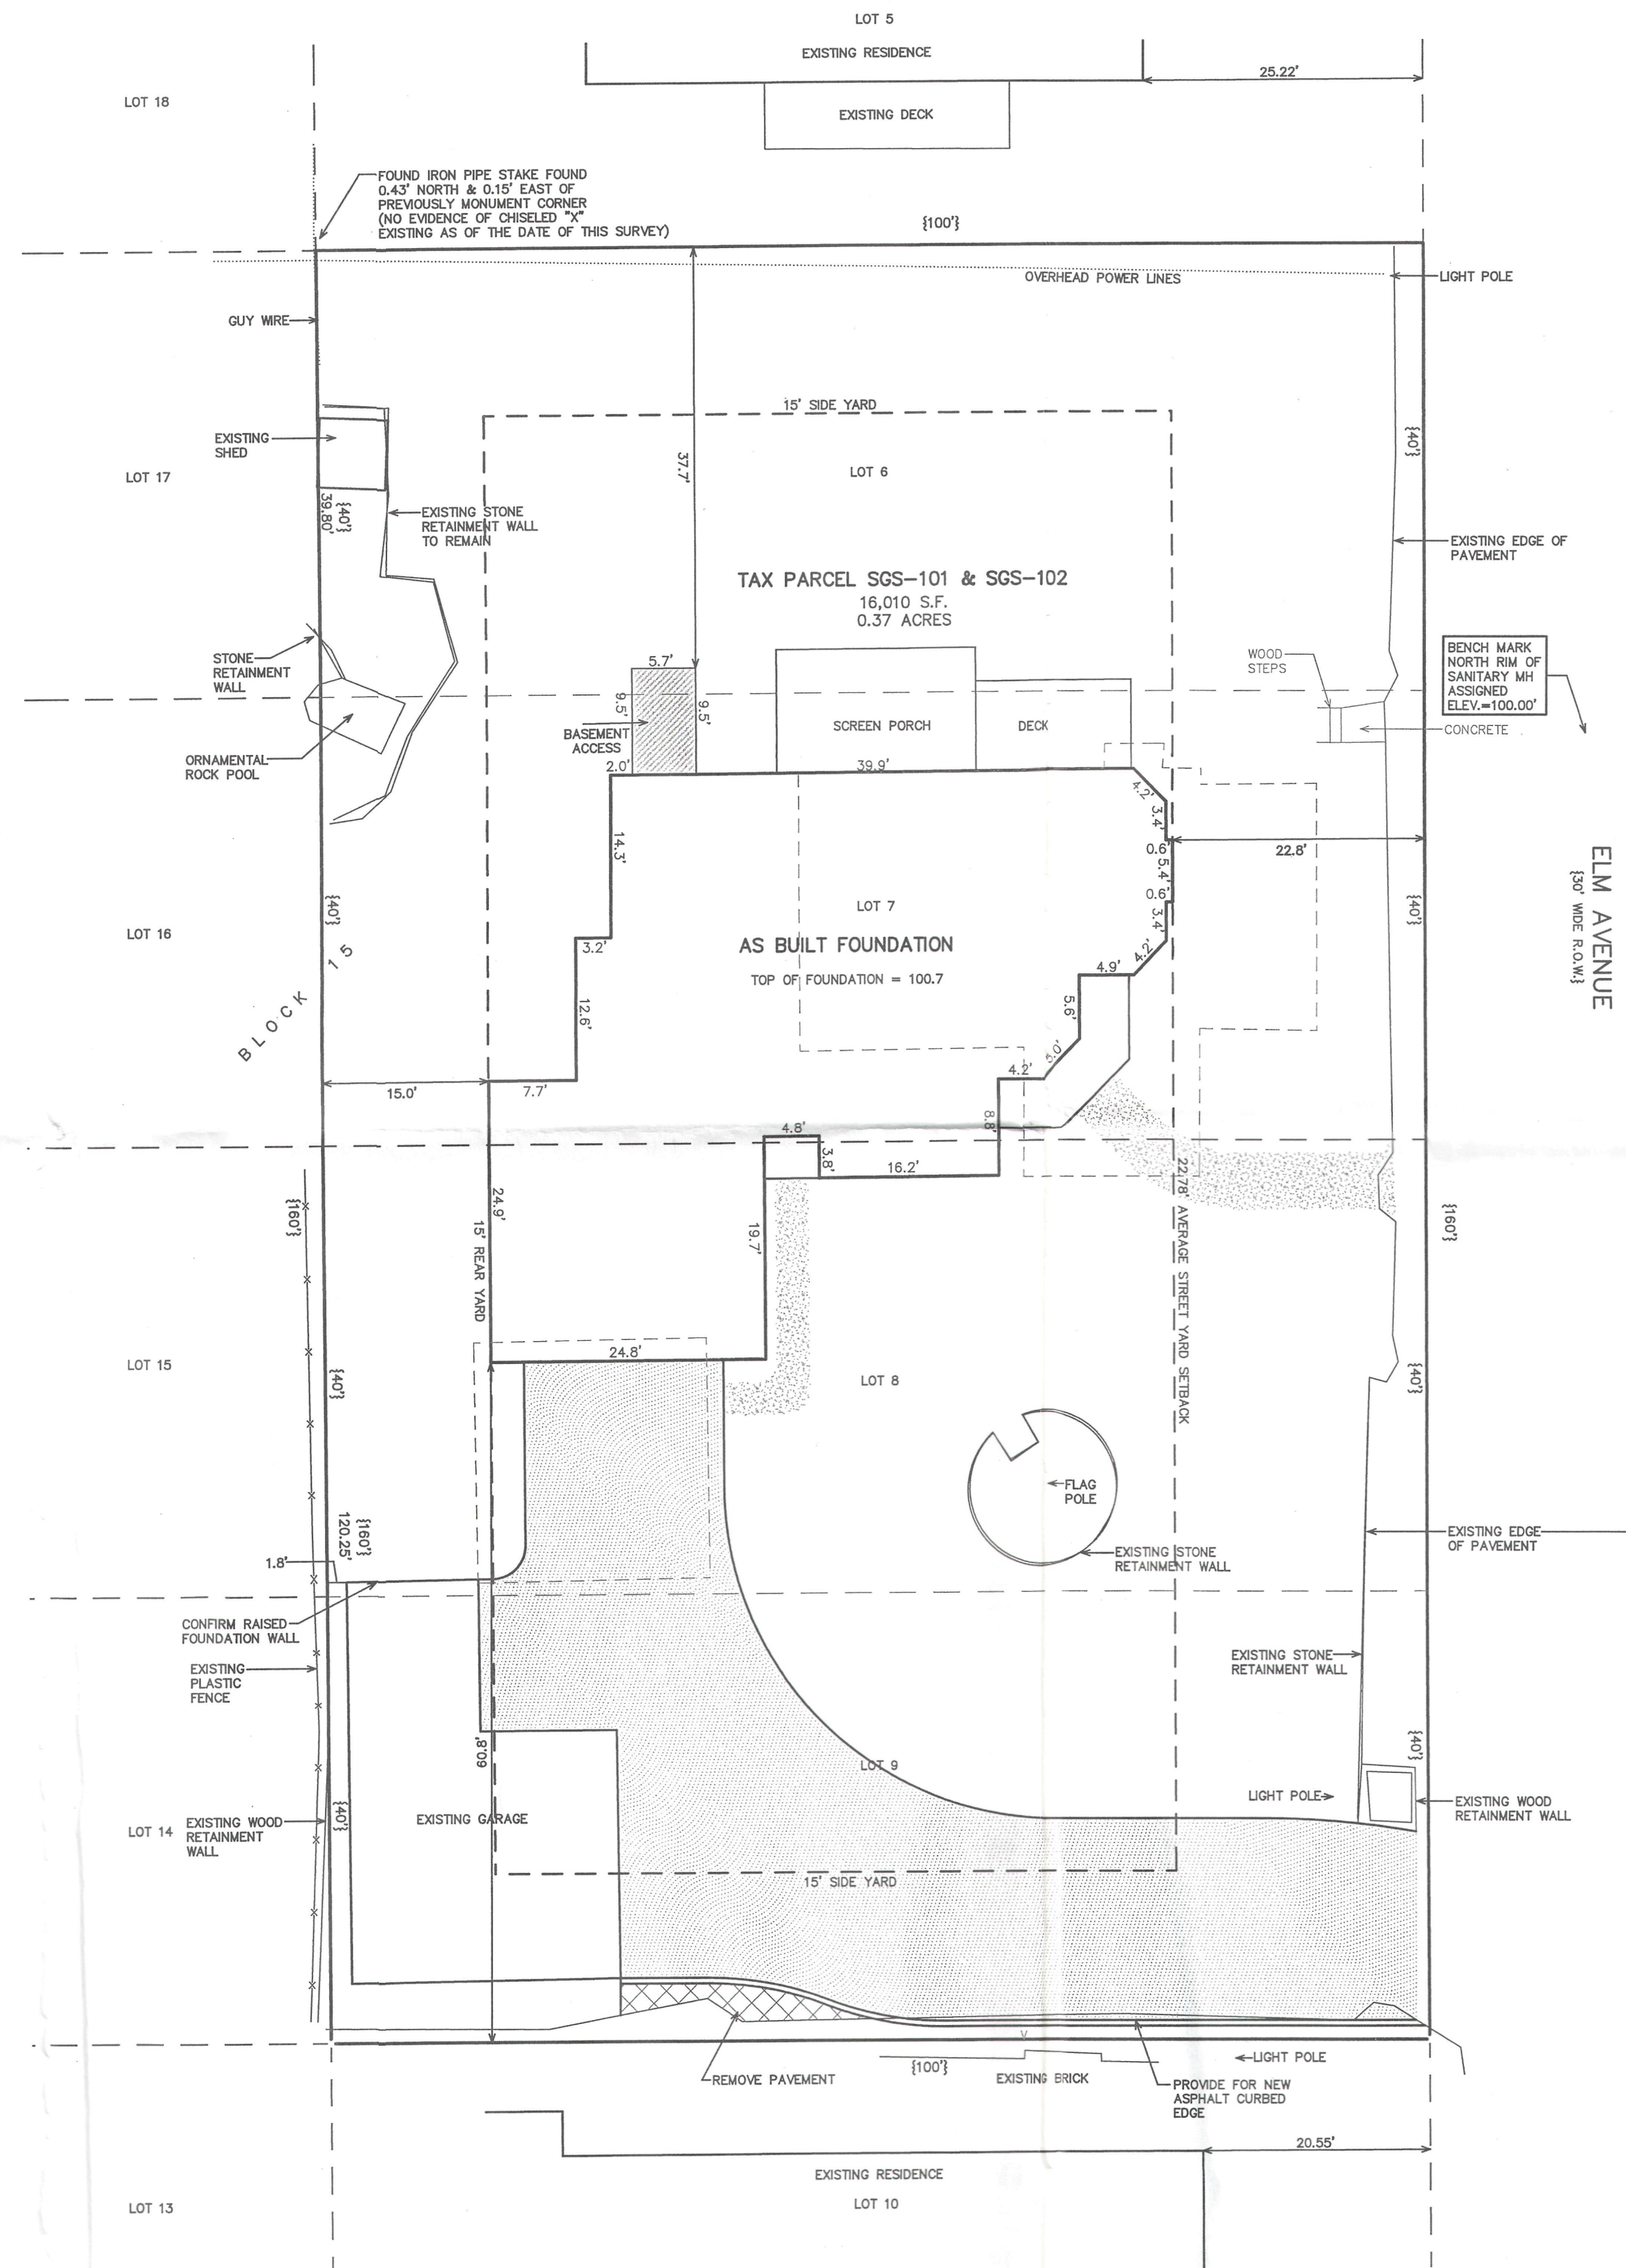 LOT 5
EXISTING RESIDENCE
25.22'
LOT 18
EXISTING DECK
FOUND IRON PIPE STAKE FOUND
0.43' NORTH & 0.15' EAST OF
PREVIOUSLY MONUMENT CORNER
(NO EVIDENCE OF CHISELED "X"
EXISTING AS OF THE DATE OF THIS SURVEY)
{100'}
OVERHEAD POWER LINES
LIGHT POLE
GUY WIRE
15' SIDE YARD
EXISTING
SHED
37.7'
LOT 6
{40'}
LOT 17
{40'}
39.80'
EXISTING STONE
RETAINMENT WALL
TO REMAIN
EXISTING EDGE OF
PAVEMENT
TAX PARCEL SGS-101 & SGS-102
16,010 S.F.
0.37 ACRES
STONE
RETAINMENT
WALL
5.7'
9.5'
9.5'
WOOD
STEPS
BENCH MARK
NORTH RIM OF
SANITARY MH
ASSIGNED
ELEV.=100.00'
BASEMENT
ACCESS
SCREEN PORCH
DECK
CONCRETE
ORNAMENTAL
ROCK POOL
2.0'
39.9'
4.2'
3.4'
14.3'
0.6'
5.4'
22.8'
0.6'
3.4'
ELM AVENUE
{30' WIDE R.O.W.}
{40'}
LOT 7
{40'}
LOT 16
3.2'
AS BUILT FOUNDATION
4.2'
BLOCK 15
TOP OF FOUNDATION = 100.7
4.9'
12.6'
5.6'
5.0'
15.0'
7.7'
4.2'
8.8'
4.8'
3.8'
16.2'
{160'}
24.9'
19.7'
22.78' AVERAGE STREET YARD SETBACK
{160'}
15' REAR YARD
24.8'
LOT 15
{40'}
LOT 8
{40'}
FLAG
POLE
{160'}
120.25'
1.8'
EXISTING STONE
RETAINMENT WALL
EXISTING EDGE
OF PAVEMENT
CONFIRM RAISED
FOUNDATION WALL
EXISTING
PLASTIC
FENCE
EXISTING STONE
RETAINMENT WALL
60.8'
LOT 9
{40'}
LIGHT POLE
EXISTING WOOD
RETAINMENT WALL
LOT 14
EXISTING WOOD
RETAINMENT
WALL
{40'}
EXISTING GARAGE
15' SIDE YARD
{100'}
LIGHT POLE
REMOVE PAVEMENT
EXISTING BRICK
PROVIDE FOR NEW
ASPHALT CURBED
EDGE
20.55'
EXISTING RESIDENCE
LOT 10
LOT 13